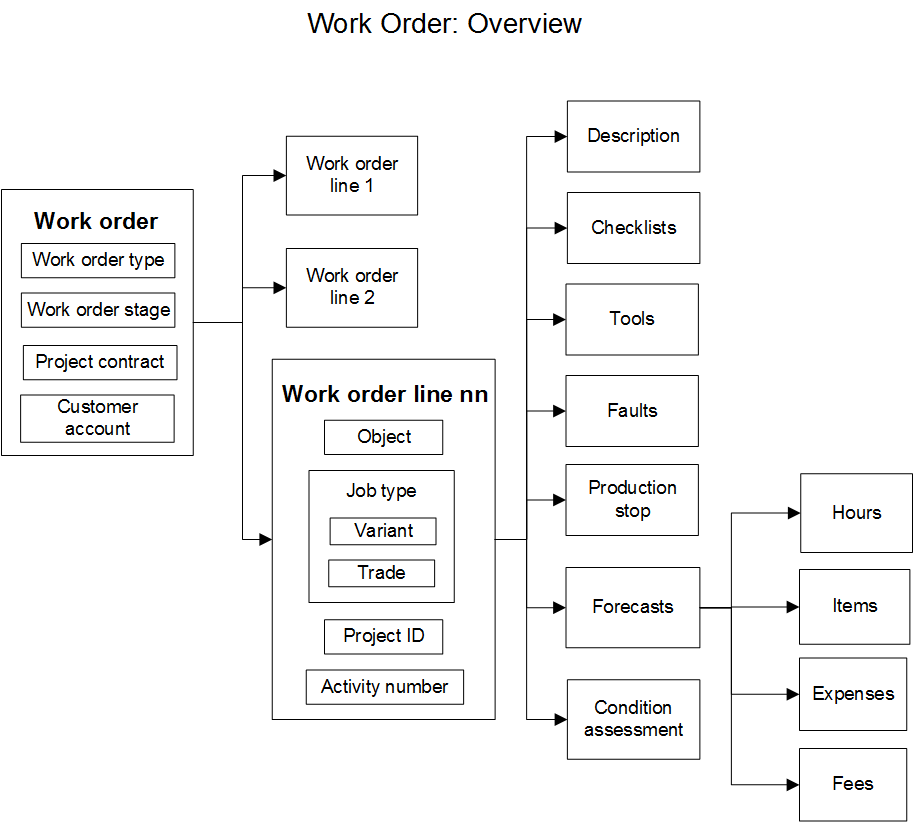 Work Order: Overview
Work order
Work order type
Work order stage
Project contract
Customer
account
Work order
line 1
Work order
line 2
Work order line nn
Object
Job type
Variant
Trade
Project ID
Activity number
Description
Checklists
Tools
Faults
Production
stop
Forecasts
Condition
assessment
Hours
Items
Expenses
Fees